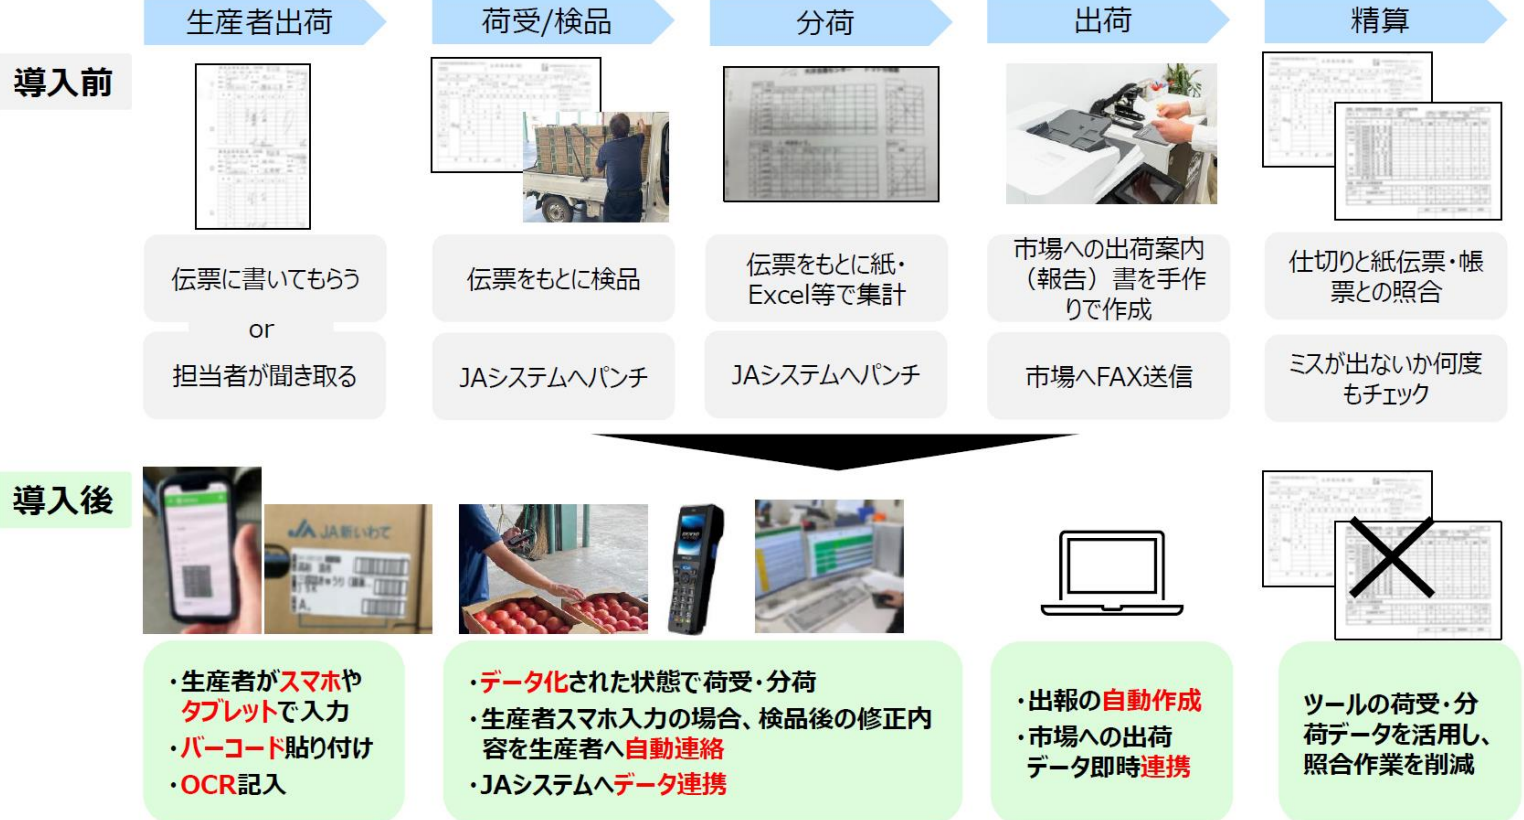 生産者出荷
荷受/検品
分荷
出荷
精算
導入前
伝票に書いてもらう
or
担当者が聞き取る
伝票をもとに検品
JAシステムへパンチ
伝票をもとに紙・
Excel等で集計
JAシステムへパンチ
市場への出荷案内
（報告）書を手作
りで作成
市場へFAX送信
仕切りと紙伝票・帳
票との照合
ミスが出ないか何度
もチェック
導入後
JA新いわて
・生産者がスマホや
タブレットで入力
・バーコード貼り付け
・OCR記入
・データ化された状態で荷受・分荷
・生産者スマホ入力の場合、検品後の修正内
容を生産者へ自動連絡
・JAシステムへデータ連携
・出報の自動作成
・市場への出荷
データ即時連携
ツールの荷受・分
荷データを活用し、
照合作業を削減